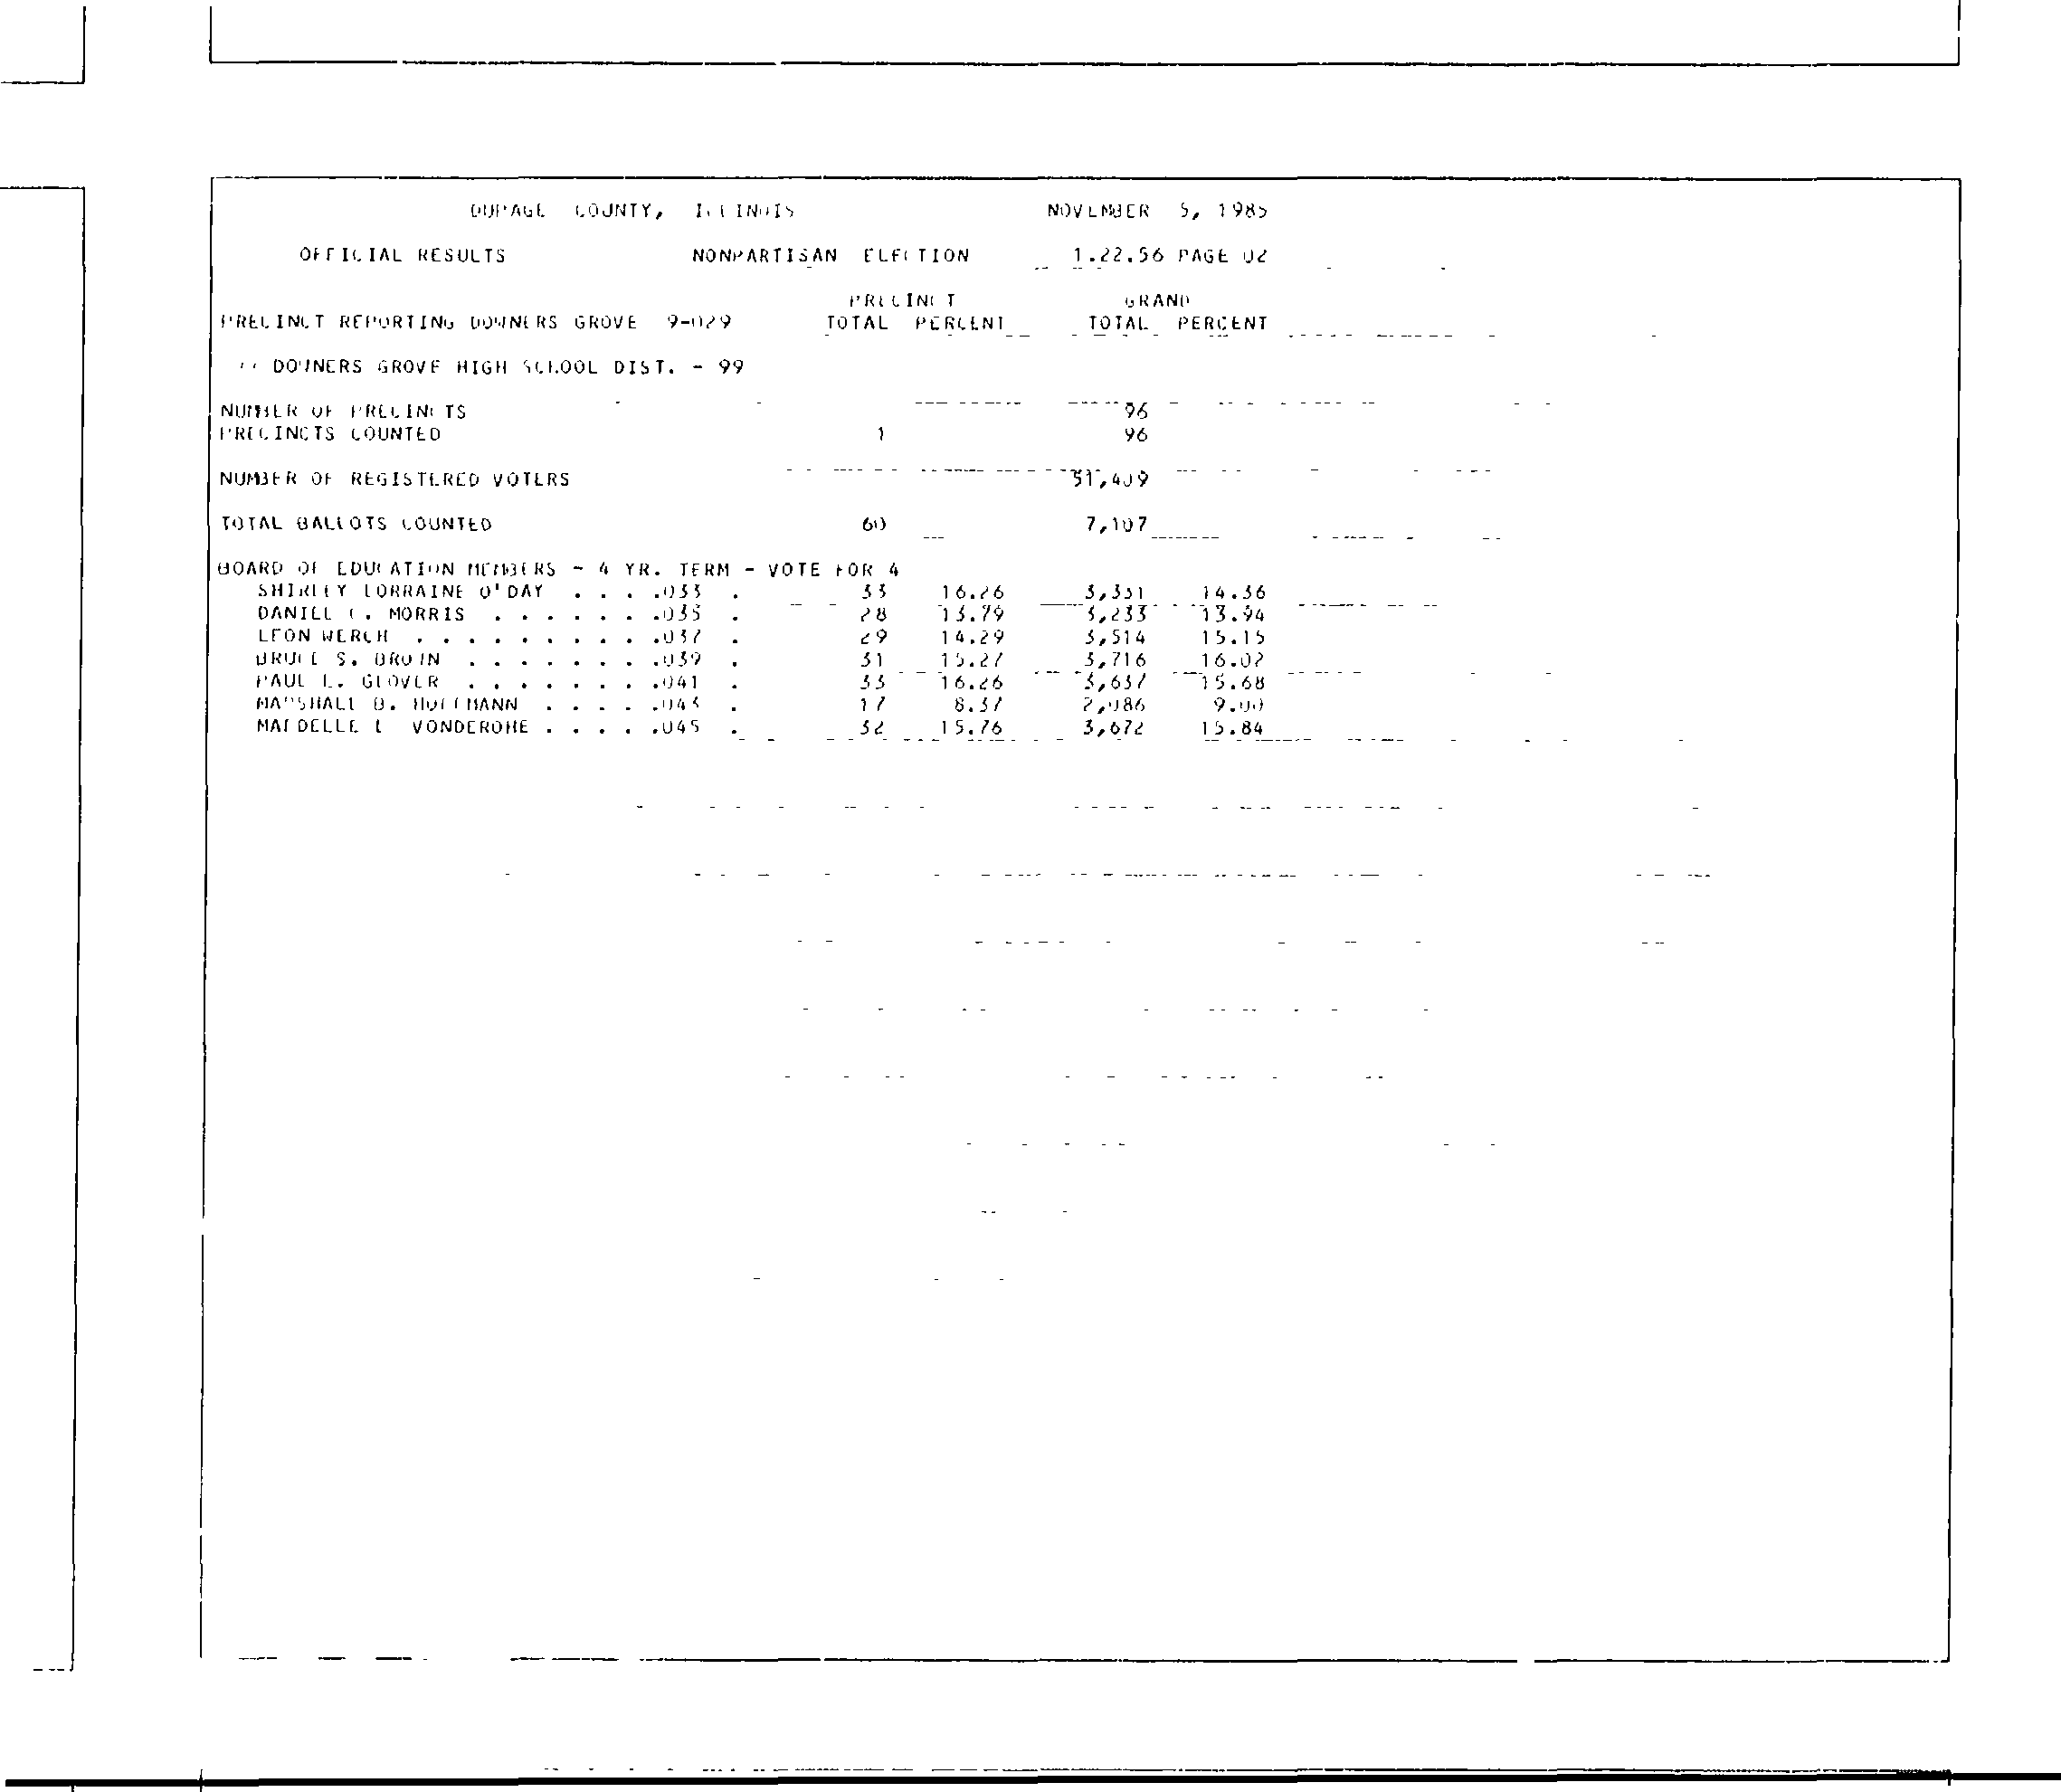 DUPAGE COUNTY, ILLINOIS NOVEMBER 5, 1985
OFFICIAL RESULTS NONPARTISAN ELECTION 1.22.56 PAGE 02
PRECINCT GRAND
PRECINCT REPORTING DOWNERS GROVE 9-029 TOTAL PERCENT TOTAL PERCENT
DOWNERS GROVE HIGH SCHOOL DIST. - 99
NUMBER OF PRECINCTS 96
PRECINCTS COUNTED 1 96
NUMBER OF REGISTERED VOTERS 51,409
TOTAL BALLOTS COUNTED 60 7,107
BOARD OF EDUCATION MEMBERS - 4 YR. TERM - VOTE FOR 4
SHIRLEY LORRAINE O'DAY . . . .033 . 33 16.26 3,331 14.36
DANIEL C. MORRIS . . . . . . .035 . 28 13.79 3,233 13.94
LEON WERCH . . . . . . . . . .037 . 29 14.29 3,514 15.15
BRUCE S. . . . . . . . .039 . 31 15.27 3,716 16.02
PAUL L. GLOVER . . . . . . . .041 . 33 16.26 3,637 15.68
MARSHALL B. HOFFMANN . . . . .043 . 17 8.37 2,086 9.00
MARDELLE L VONDEROHE . . . . .045 . 32 15.76 3,672 15.84